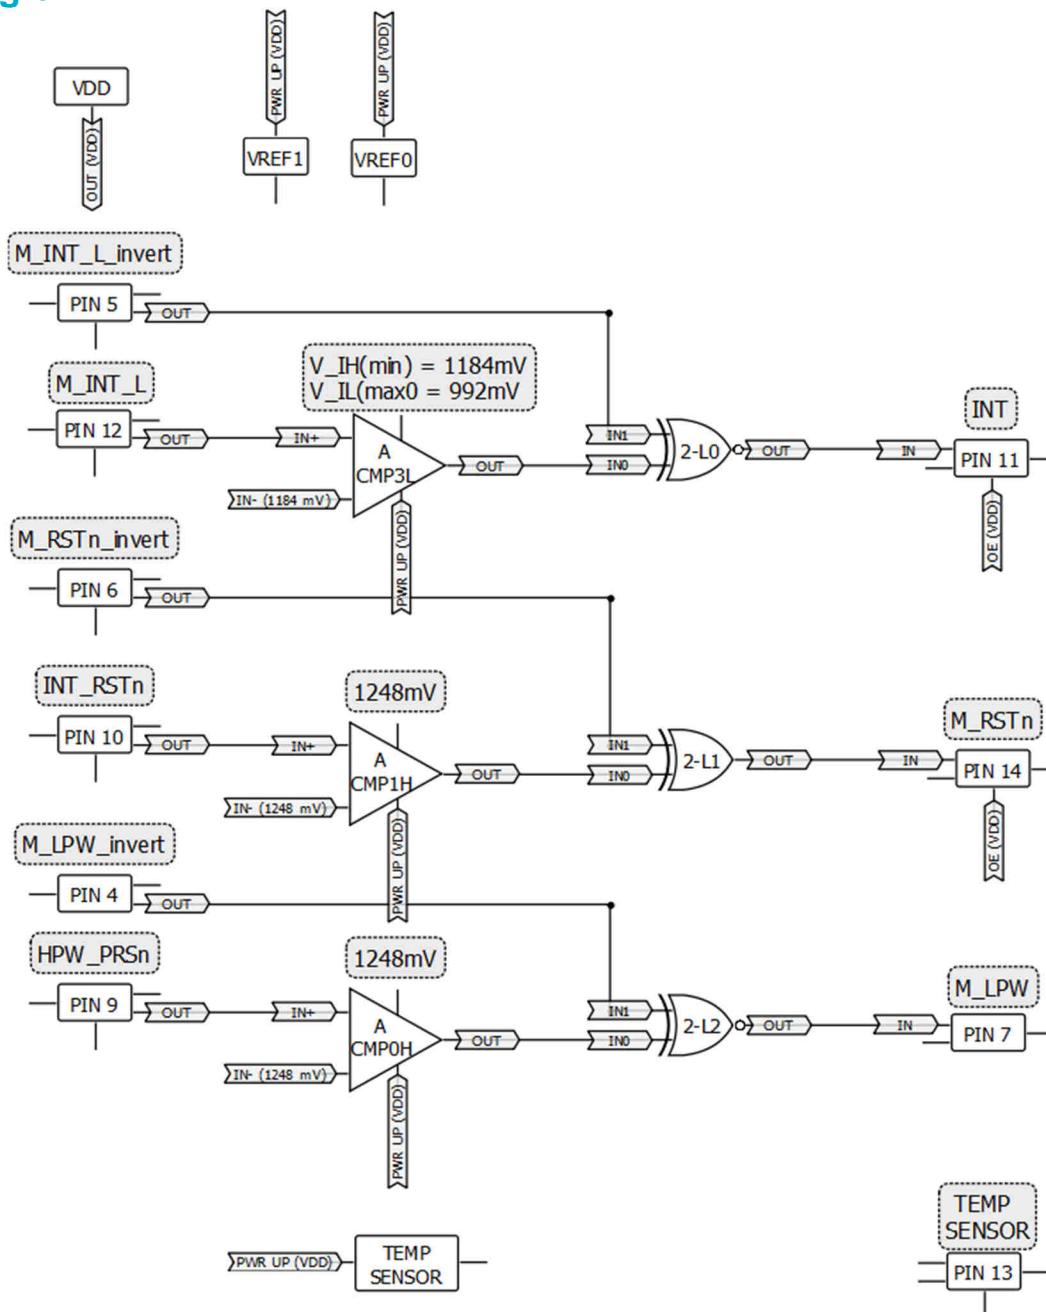 PWR UP (VDD)
PWR UP (VDD)
VDD
OUT (VDD)
VREF1
VREF0
M_INT_L_invert
PIN 5
OUT
M_INT_L
V_IH(min) = 1184mV
V_IL(max0 = 992mV
PIN 12
OUT
IN+
A
CMP3L
IN- (1184 mV)
OUT
PWR UP (VDD)
IN1
IN0
2-L0
OUT
IN
INT
PIN 11
OE (VDD)
M_RSTn_invert
PIN 6
OUT
INT_RSTn
1248mV
PIN 10
OUT
IN+
A
CMP1H
IN- (1248 mV)
OUT
PWR UP (VDD)
IN1
IN0
2-L1
OUT
IN
M_RSTn
PIN 14
OE (VDD)
M_LPW_invert
PIN 4
OUT
HPW_PRSn
1248mV
PIN 9
OUT
IN+
A
CMP0H
IN- (1248 mV)
OUT
PWR UP (VDD)
IN1
IN0
2-L2
OUT
IN
M_LPW
PIN 7
PWR UP (VDD)
TEMP
SENSOR
TEMP
SENSOR
PIN 13